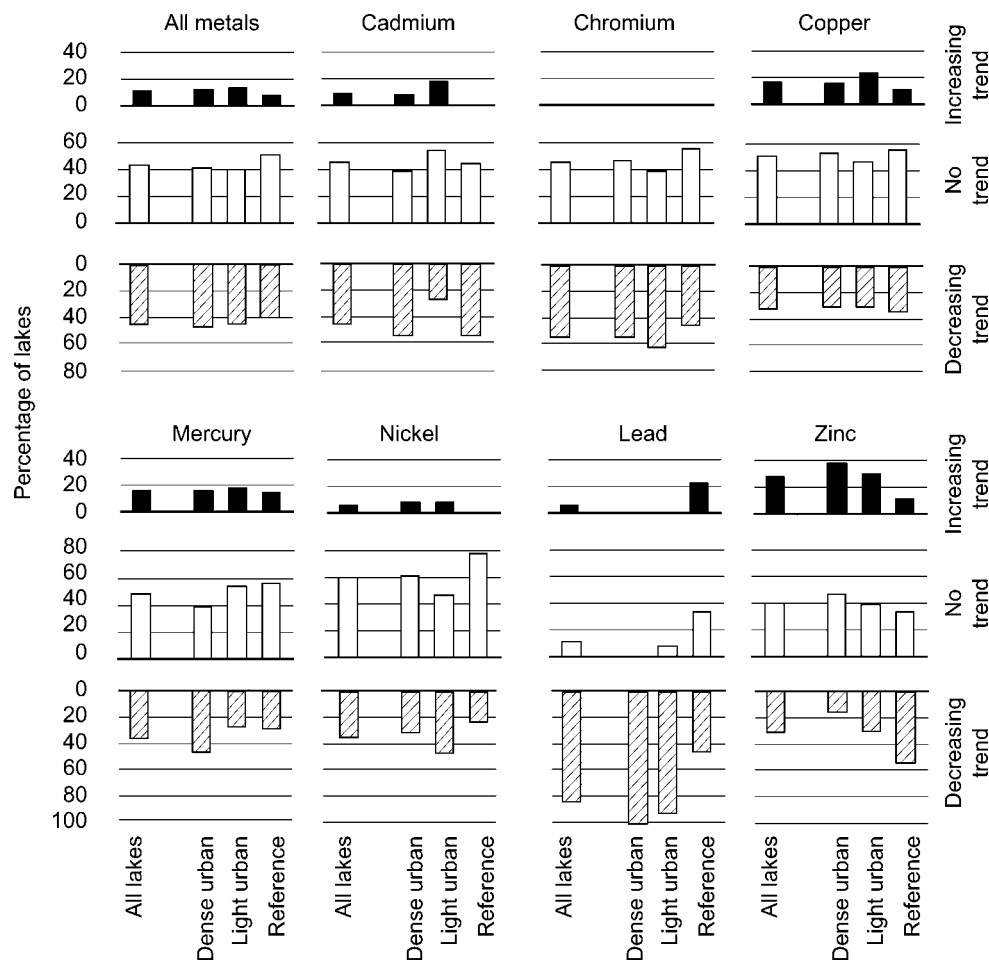 All metals Cadmium Chromium Copper
40
20
0
Increasing
trend
60
40
20
0
No
trend
0
20
40
60
80
Decreasing
trend
Percentage of lakes
Mercury Nickel Lead Zinc
40
20
0
Increasing
trend
80
60
40
20
0
No
trend
0
20
40
60
80
100
Decreasing
trend
All lakes Dense urban Light urban Reference All lakes Dense urban Light urban Reference All lakes Dense urban Light urban Reference All lakes Dense urban Light urban Reference